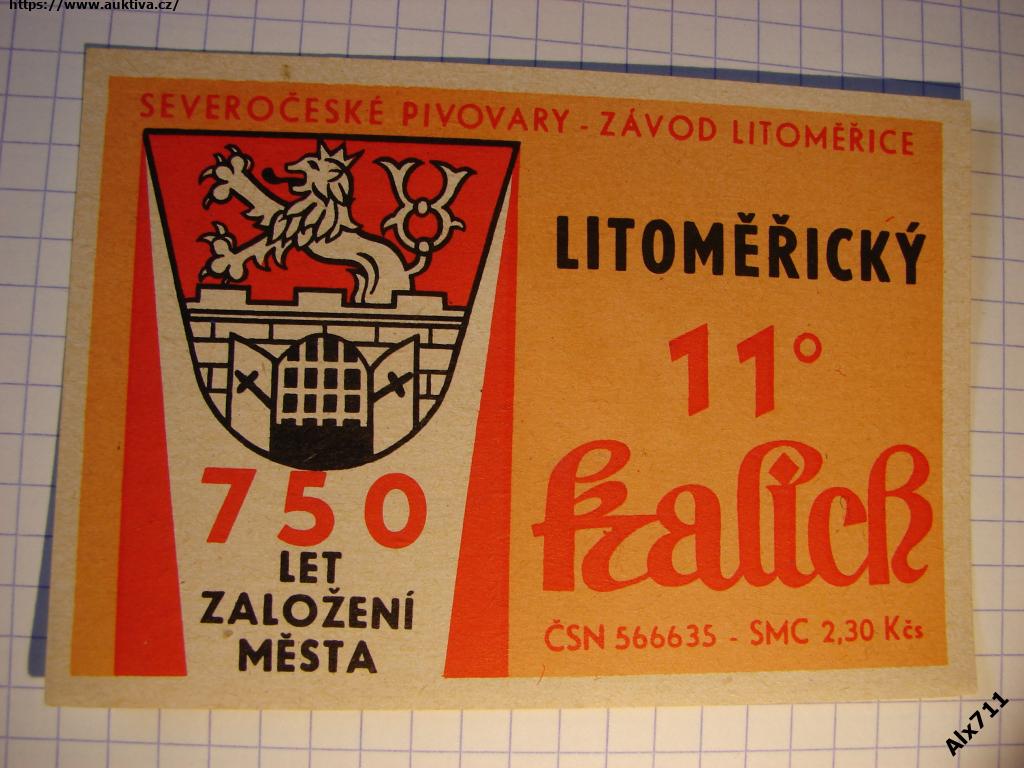 https://www.auktiva.cz/
SEVEROČESKÉ PIVOVARY - ZÁVOD LITOMĚŘICE
LITOMĚŘICKÝ
11°
Kalich
ČSN 566635 - SMC 2,30 Kčs
750
LET
ZALOŽENÍ
MĚSTA
Alx711